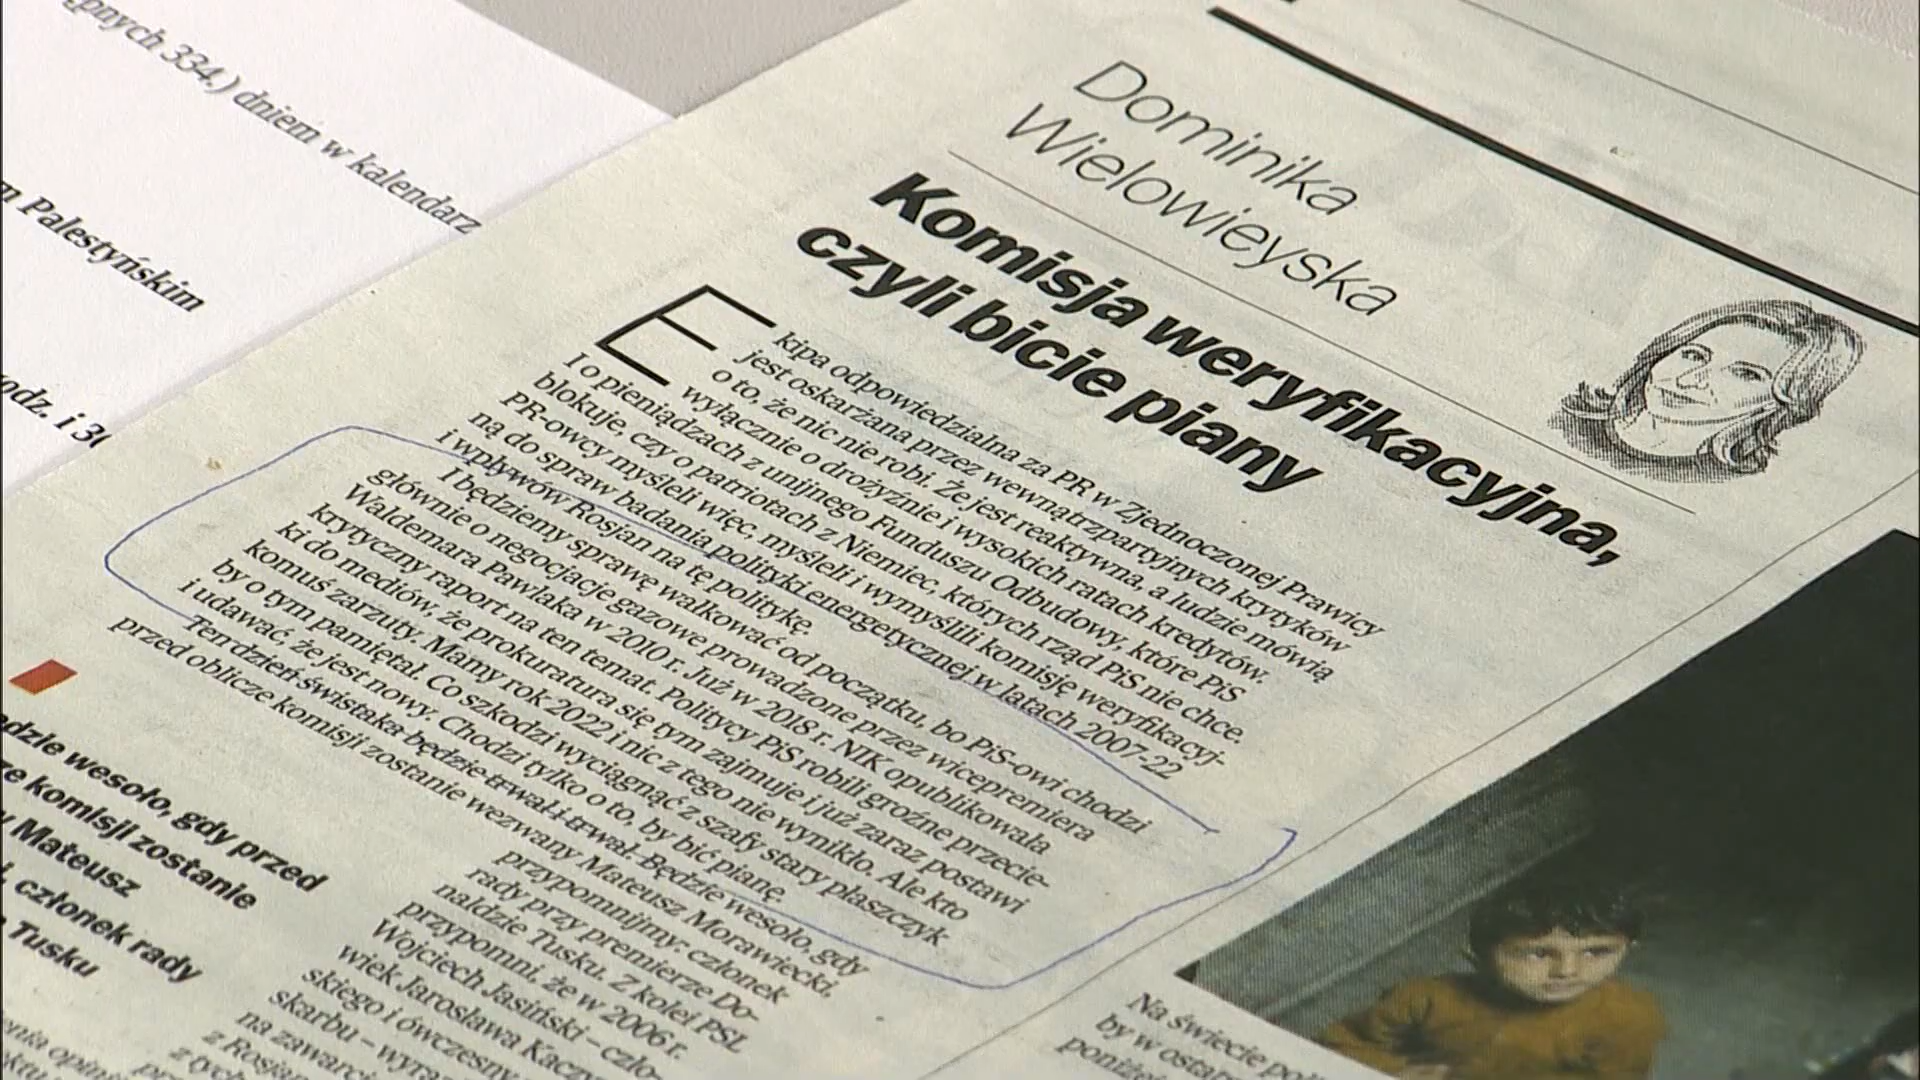 pnych 334.) dniem w kalendarz
m Palestyńskim
odz. i 30
Dominika
Wielowieyska
Komisja weryfikacyjna,
czyli bicie piany
Ekipa odpowiedzialna za PR w Zjednoczonej Prawicy
jest oskarżana przez wewnątrzpartyjnych krytyków
o to, że nic nie robi. Że jest reaktywna, a ludzie mówią
wyłącznie o drożyźnie i wysokich ratach kredytów.
I o pieniądzach z unijnego Funduszu Odbudowy, które PiS
blokuje, czy o patriotach z Niemiec, których rząd PiS nie chce.
PR-owcy myśleli więc, myśleli i wymyślili komisję weryfikacyj-
ną do spraw badania polityki energetycznej w latach 2007-22
i wpływów Rosjan na tę politykę.
I będziemy sprawę walkować od początku, bo PiS-owi chodzi
głównie o negocjacje gazowe prowadzone przez wicepremiera
Waldemara Pawlaka w 2010 r. Już w 2018 r. NIK opublikowała
krytyczny raport na ten temat. Politycy PiS robili groźne przecie-
ki do mediów, że prokuratura się tym zajmuje i już zaraz postawi
komuś zarzuty. Mamy rok 2022 i nic z tego nie wynikło. Ale kto
by o tym pamiętał. Co szkodzi wyciągnąć z szafy stary płaszczyk
i udawać, że jest nowy. Chodzi tylko o to, by bić pianę.
Ten dzień świstaka będzie trwał i trwał. Będzie wesoło, gdy
przed oblicze komisji zostanie wezwany Mateusz Morawiecki,
przypomnijmy: członek
rady przy premierze Do-
naldzie Tusku. Z kolei PSL
przypomni, że w 2006 r.
Wojciech Jasiński – czło-
wiek Jarosława Kaczy
skiego i ówczesny
skarbu – wyra
na zawarci
z Rosjan
z tych
ędzie wesoło, gdy przed
ze komisji zostanie
y Mateusz
i, członek rady
Tusku
enia opini
Na świecie pol
by w ostat
poniżej